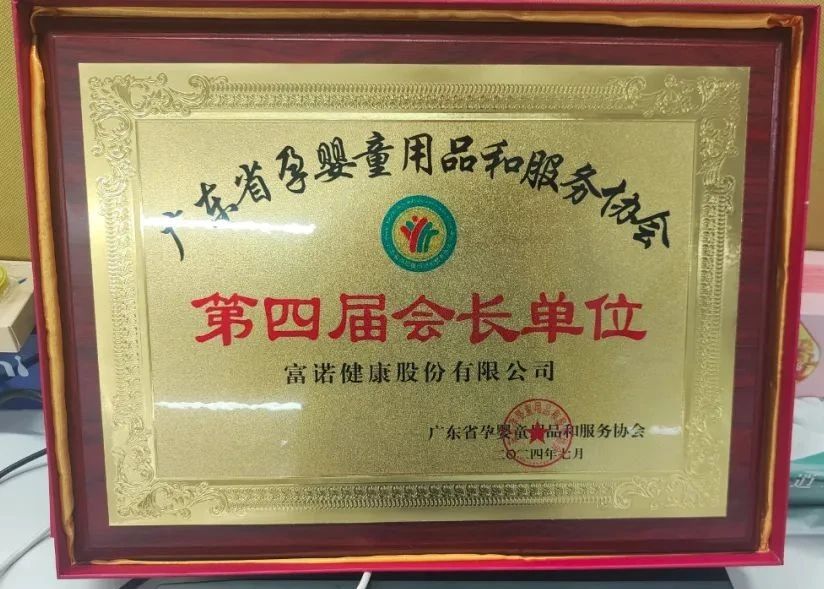 广东省孕婴童用品和服务协会
第四届会长单位
富诺健康股份有限公司
广东省孕婴童用品和服务协会
二〇二四年七月